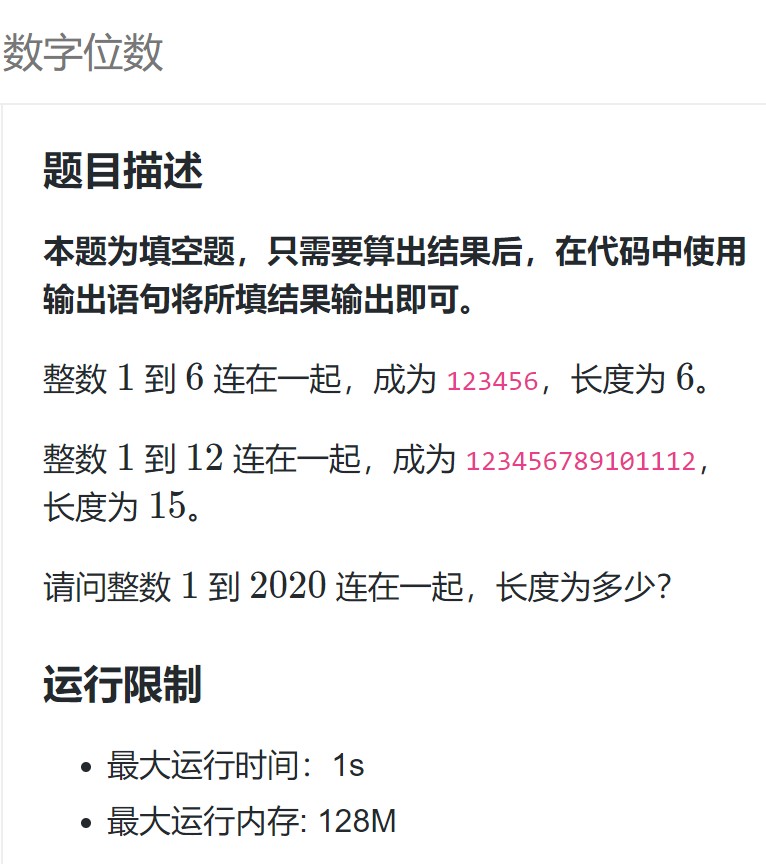 数字位数
题目描述
本题为填空题，只需要算出结果后，在代码中使用
输出语句将所填结果输出即可。
整数 1 到 6 连在一起，成为 123456，长度为 6。
整数 1 到 12 连在一起，成为 123456789101112，
长度为 15。
请问整数 1 到 2020 连在一起，长度为多少？
运行限制
• 最大运行时间：1s
• 最大运行内存: 128M